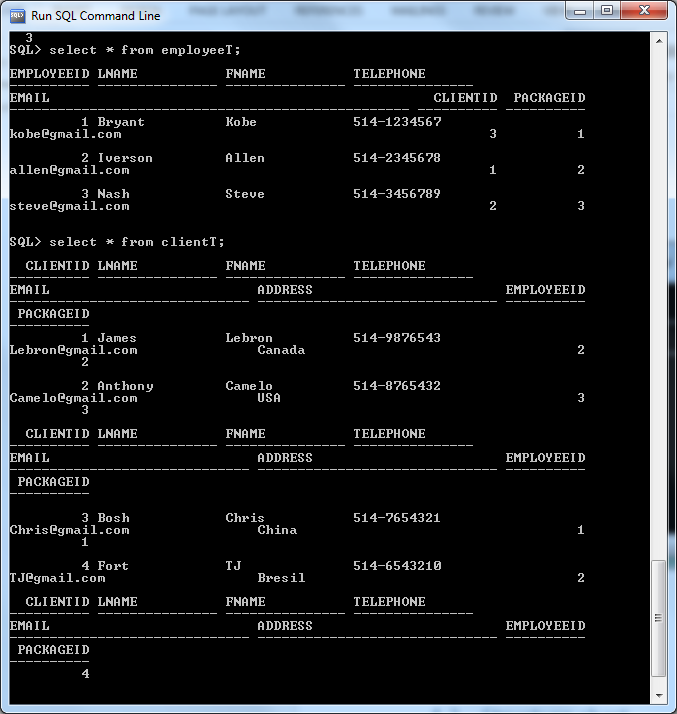 Run SQL Command Line
3
SQL> select * from employeeT;
EMPLOYEEID LNAME FNAME TELEPHONE
---------- --------------- --------------- ---------------
EMAIL CLIENTID PACKAGEID
-------------------------------------------------- ---------- ----------
1 Bryant Kobe 514-1234567
kobe@gmail.com 3 1
2 Iverson Allen 514-2345678
allen@gmail.com 1 2
3 Nash Steve 514-3456789
steve@gmail.com 2 3
SQL> select * from clientT;
CLIENTID LNAME FNAME TELEPHONE
---------- --------------- --------------- ---------------
EMAIL ADDRESS EMPLOYEEID
------------------------------ ------------------------------ ----------
PACKAGEID
----------
1 James Lebron 514-9876543
Lebron@gmail.com Canada 2
2
2 Anthony Camelo 514-8765432
Camelo@gmail.com USA 3
3
CLIENTID LNAME FNAME TELEPHONE
---------- --------------- --------------- ---------------
EMAIL ADDRESS EMPLOYEEID
------------------------------ ------------------------------ ----------
PACKAGEID
----------
3 Bosh Chris 514-7654321
Chris@gmail.com China 1
1
4 Fort TJ 514-6543210
TJ@gmail.com Bresil 2
CLIENTID LNAME FNAME TELEPHONE
---------- --------------- --------------- ---------------
EMAIL ADDRESS EMPLOYEEID
------------------------------ ------------------------------ ----------
PACKAGEID
----------
4